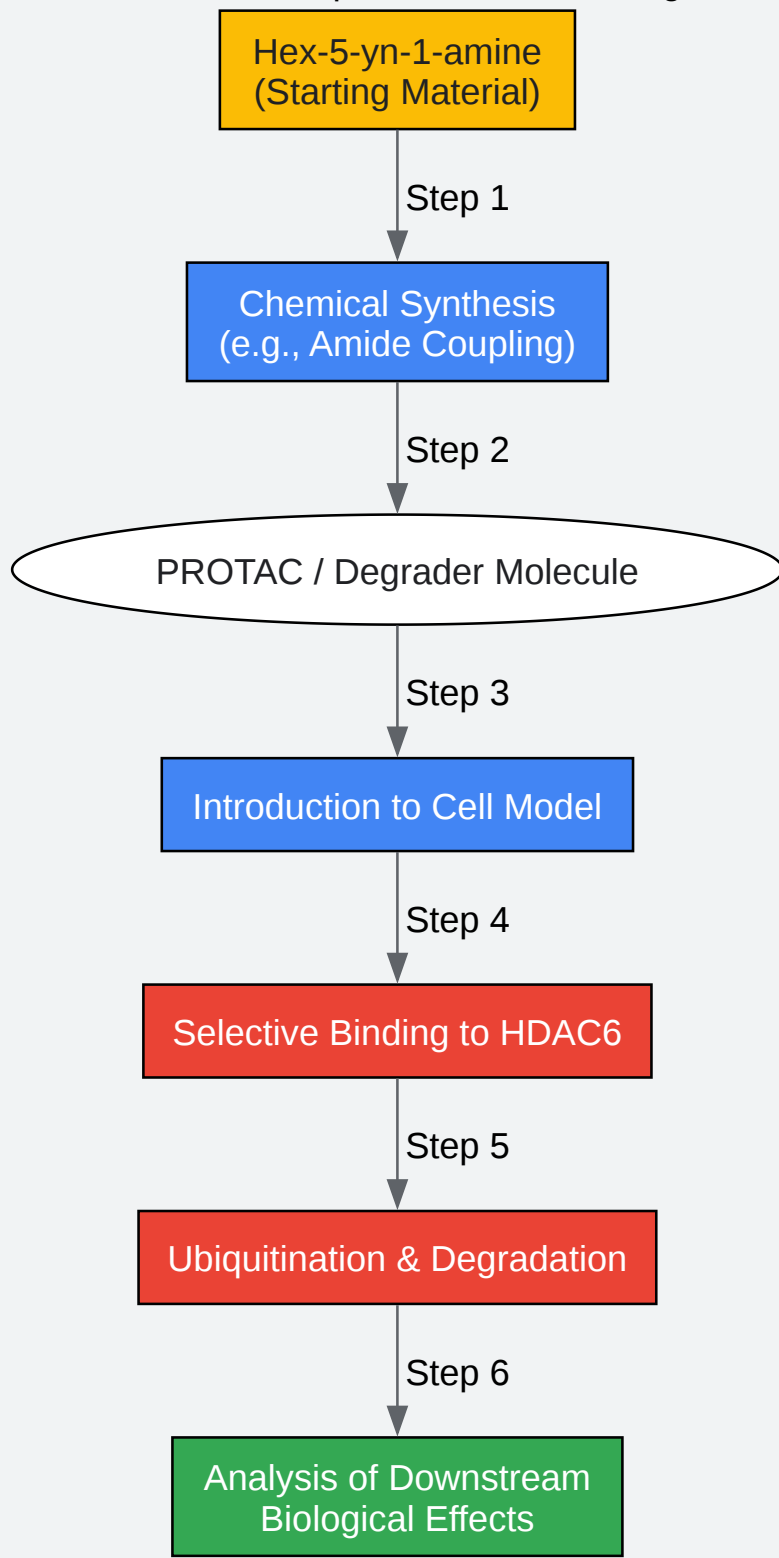 Hex-5-yn-1-amine
(Starting Material)
Step 1
Chemical Synthesis
(e.g., Amide Coupling)
Step 2
PROTAC / Degrader Molecule
Step 3
Introduction to Cell Model
Step 4
Selective Binding to HDAC6
Step 5
Ubiquitination & Degradation
Step 6
Analysis of Downstream
Biological Effects